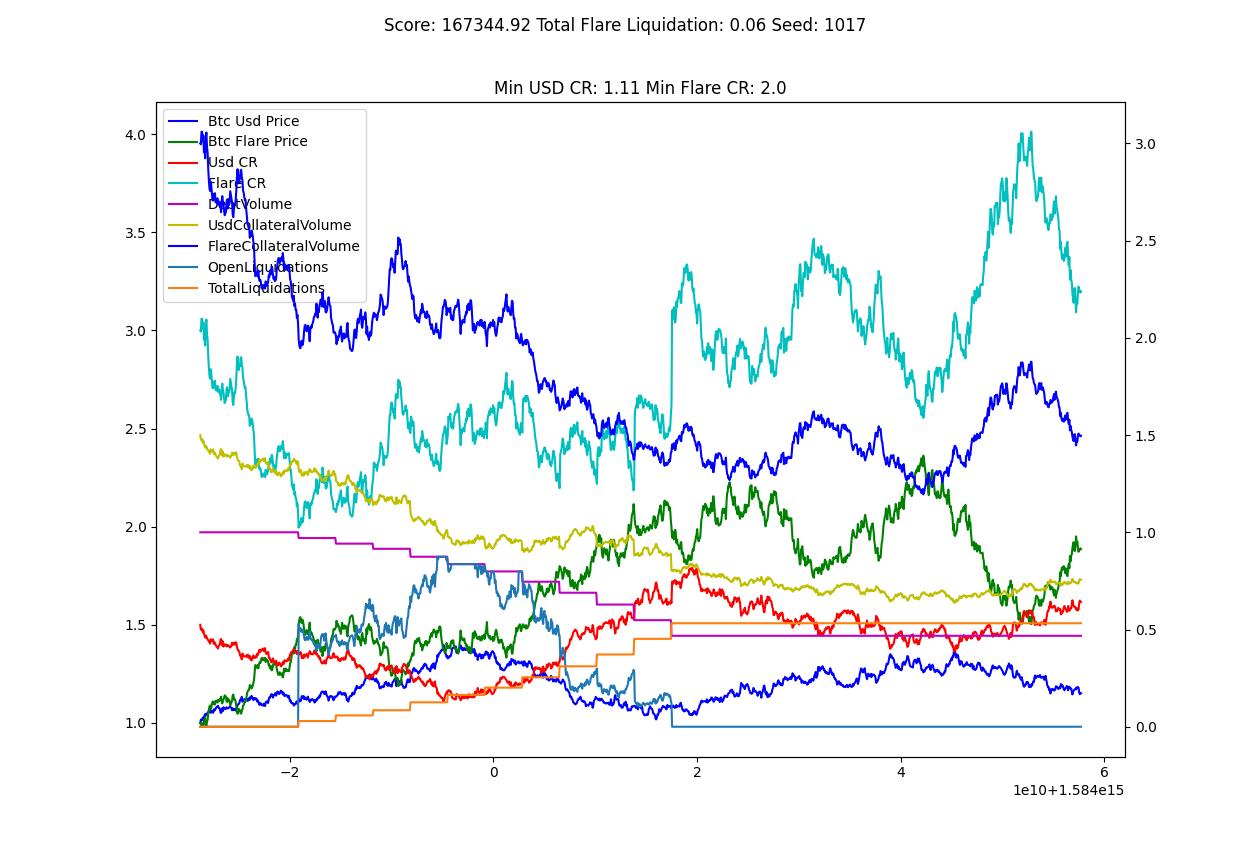 Score: 167344.92 Total Flare Liquidation: 0.06 Seed: 1017
Min USD CR: 1.11 Min Flare CR: 2.0
Btc Usd Price
Btc Flare Price
Usd CR
Flare CR
DebtVolume
UsdCollateralVolume
FlareCollateralVolume
OpenLiquidations
TotalLiquidations
4.0
3.5
3.0
2.5
2.0
1.5
1.0
3.0
2.5
2.0
1.5
1.0
0.5
0.0
−2 0 2 4 6
1e10+1.584e15